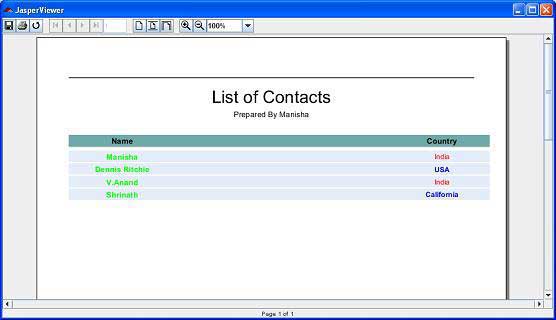 JasperViewer
100%
List of Contacts
Prepared By Manisha
Name Country
Manisha India
Dennis Ritchie USA
V.Anand India
Shrinath California
Page 1 of 1